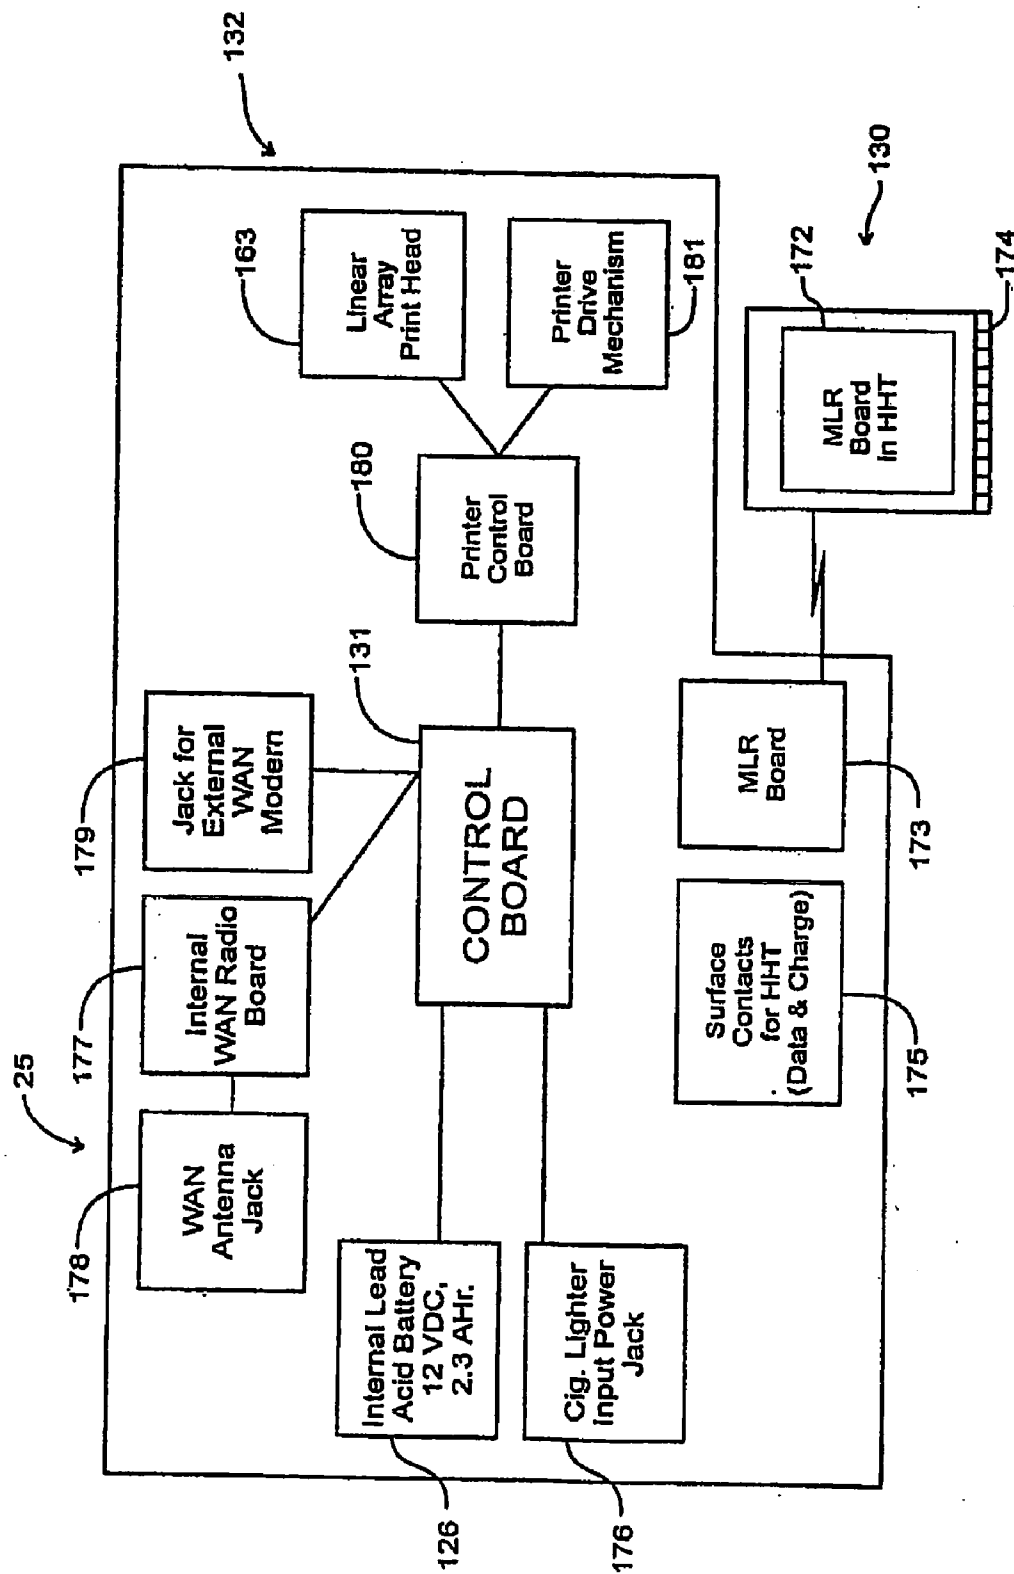 25
132
178
177
179
WAN
Antenna
Jack
Internal
WAN Radio
Board
Jack for
External
WAN
Modern
163
131
180
Linear
Array
Print Head
126
Internal Lead
Acid Battery
12 VDC,
2.3 AHr.
CONTROL
BOARD
Printer
Control
Board
Printer
Drive
Mechanism
181
176
Cig. Lighter
Input Power
Jack
Surface
Contacts
for HHT
(Data & Charge)
175
MLR
Board
173
130
172
MLR
Board
In HHT
174